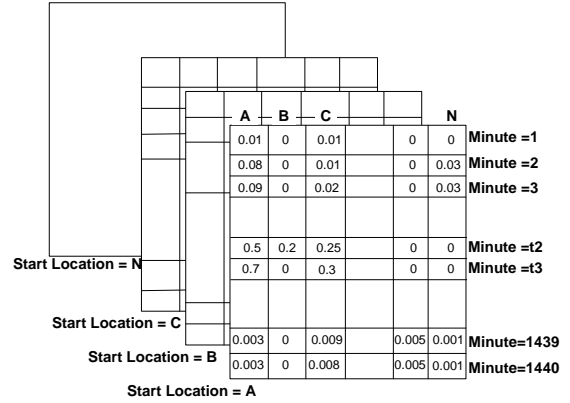 A B C N
0.01 0 0.01 0 0 Minute =1
0.08 0 0.01 0 0.03 Minute =2
0.09 0 0.02 0 0.03 Minute =3
0.5 0.2 0.25 0 0 Minute =t2
Start Location = N
0.7 0 0.3 0 0 Minute =t3
Start Location = C
0.003 0 0.009 0.005 0.001 Minute=1439
Start Location = B
0.003 0 0.008 0.005 0.001 Minute=1440
Start Location = A